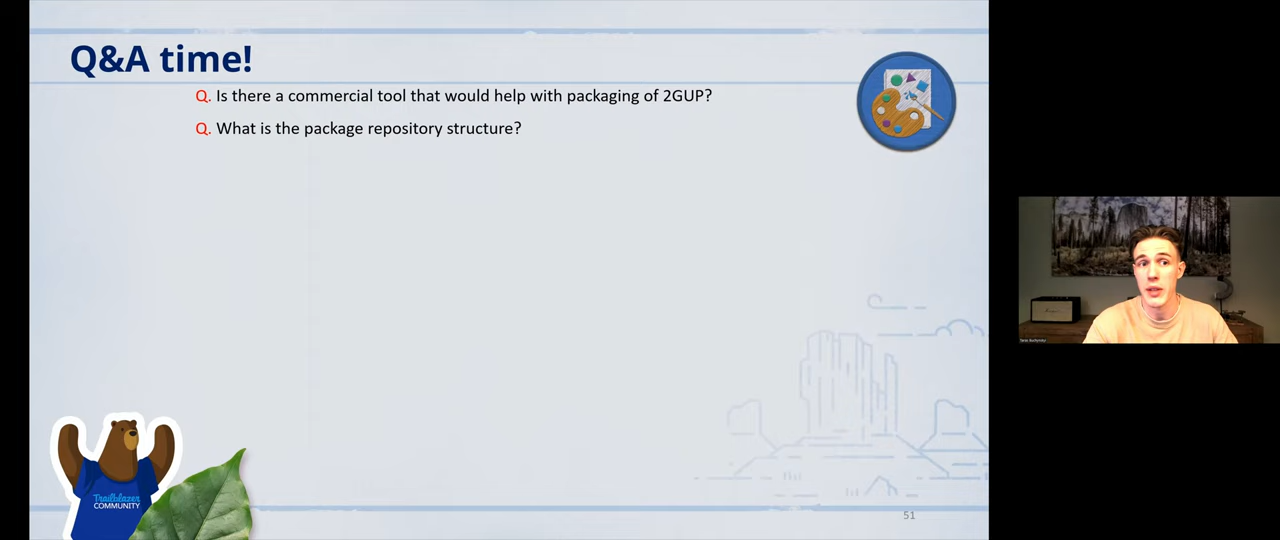 Q&A time!
Q. Is there a commercial tool that would help with packaging of 2GUP?
Q. What is the package repository structure?
Trailblazer
COMMUNITY
51